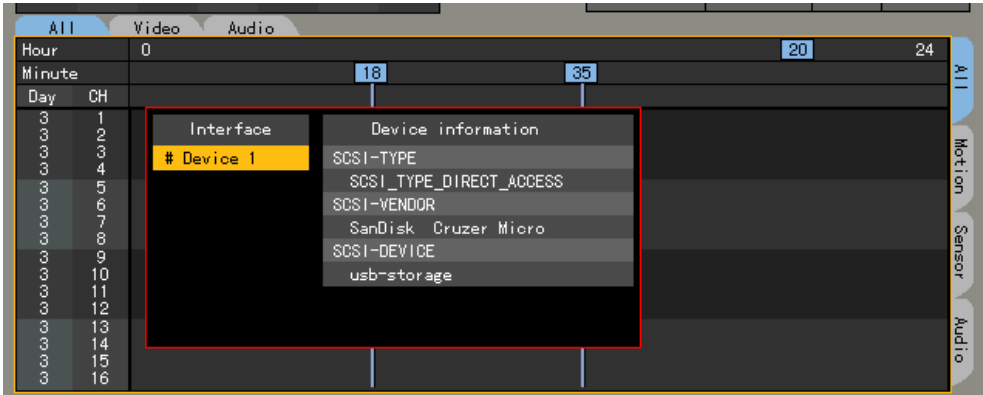 All Video Audio
Hour 0 20 24
Minute 18 35
Day CH
3 1
3 2
3 3
3 4
3 5
3 6
3 7
3 8
3 9
3 10
3 11
3 12
3 13
3 14
3 15
3 16
Interface
# Device 1
Device information
SCSI-TYPE
SCSI_TYPE_DIRECT_ACCESS
SCSI-VENDOR
SanDisk Cruzer Micro
SCSI-DEVICE
usb-storage
All
Motion
Sensor
Audio